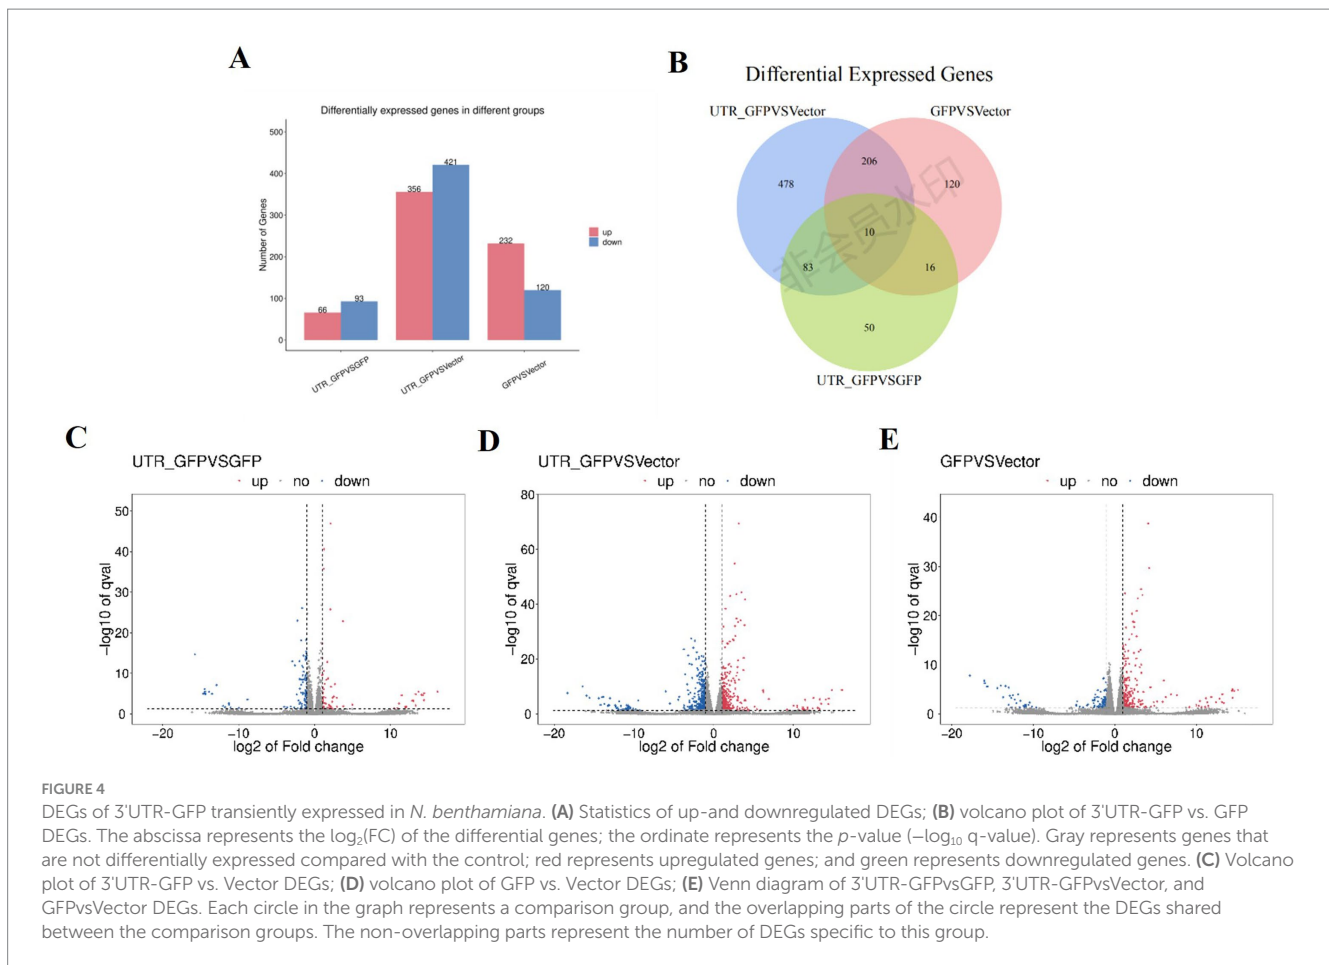 A
Differentially expressed genes in different groups
Number of Genes
500
400
300
200
100
0
66
93
356
421
232
120
up
down
UTR_GFPVSGFP
UTR_GFPVSVector
GFPVSVector
B
Differential Expressed Genes
UTR_GFPVSVector
GFPVSVector
206
478
120
10
83
16
50
UTR_GFPVSGFP
非会员水印
C
UTR_GFPVSGFP
up no down
−log10 of qval
50
40
30
20
10
0
−20 −10 0 10
log2 of Fold change
D
UTR_GFPVSVector
up no down
−log10 of qval
80
60
40
20
0
−20 −10 0 10
log2 of Fold change
E
GFPVSVector
up no down
−log10 of qval
40
30
20
10
0
−20 −10 0 10
log2 of Fold change
FIGURE 4
DEGs of 3'UTR-GFP transiently expressed in N. benthamiana. (A) Statistics of up-and downregulated DEGs; (B) volcano plot of 3'UTR-GFP vs. GFP
DEGs. The abscissa represents the log₂(FC) of the differential genes; the ordinate represents the p-value (−log₁₀ q-value). Gray represents genes that
are not differentially expressed compared with the control; red represents upregulated genes; and green represents downregulated genes. (C) Volcano
plot of 3'UTR-GFP vs. Vector DEGs; (D) volcano plot of GFP vs. Vector DEGs; (E) Venn diagram of 3'UTR-GFPvsGFP, 3'UTR-GFPvsVector, and
GFPvsVector DEGs. Each circle in the graph represents a comparison group, and the overlapping parts of the circle represent the DEGs shared
between the comparison groups. The non-overlapping parts represent the number of DEGs specific to this group.